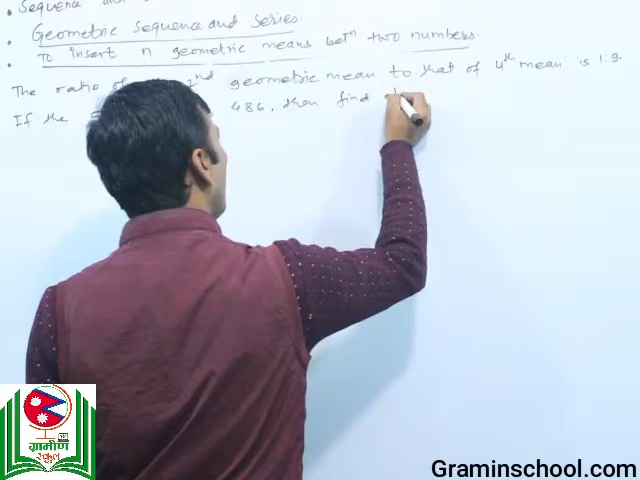 • Sequence and
• Geometric Sequence and Series
• To insert n geometric means betⁿ two numbers.
The ratio of 2nd geometric mean to that of 4th mean is 1:9.
If the 486, then find
ग्रामीण
स्कुल
Graminschool.com